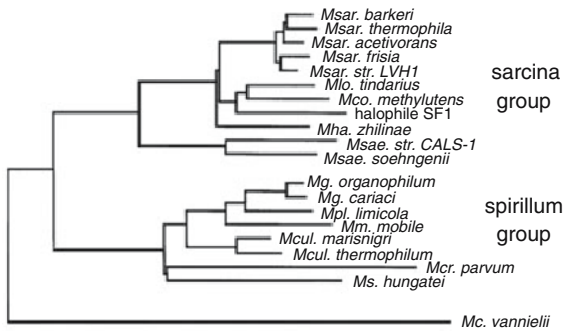 Msar. barkeri
Msar. thermophila
Msar. acetivorans
Msar. frisia
Msar. str. LVH1
Mlo. tindarius
Mco. methylutens
halophile SF1
Mha. zhilinae
Msae. str. CALS-1
Msae. soehngenii
sarcina
group
Mg. organophilum
Mg. cariaci
Mpl. limicola
Mm. mobile
Mcul. marisnigri
Mcul. thermophilum
Mcr. parvum
Ms. hungatei
spirillum
group
Mc. vannielii